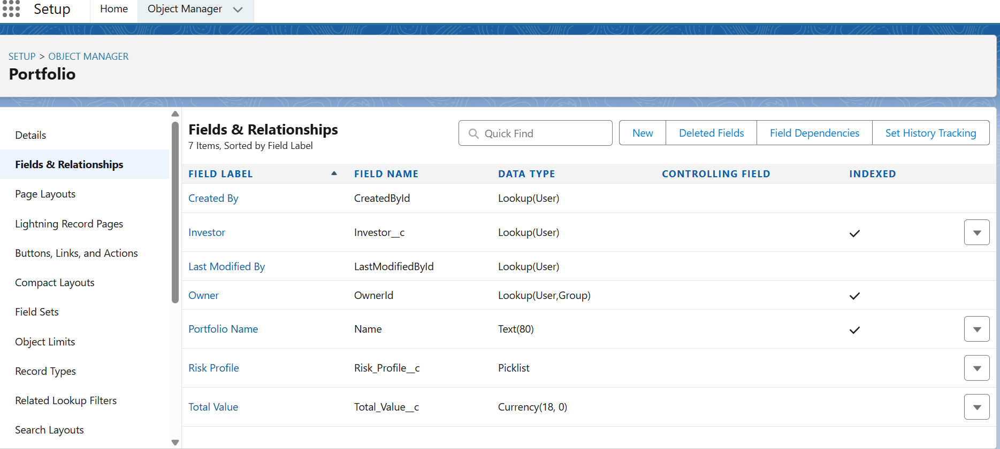 Setup
Home
Object Manager
SETUP > OBJECT MANAGER
Portfolio
Details
Fields & Relationships
Page Layouts
Lightning Record Pages
Buttons, Links, and Actions
Compact Layouts
Field Sets
Object Limits
Record Types
Related Lookup Filters
Search Layouts
Fields & Relationships
7 Items, Sorted by Field Label
Quick Find
New
Deleted Fields
Field Dependencies
Set History Tracking
FIELD LABEL FIELD NAME DATA TYPE CONTROLLING FIELD INDEXED
Created By CreatedById Lookup(User)
Investor Investor__c Lookup(User)
Last Modified By LastModifiedById Lookup(User)
Owner OwnerId Lookup(User,Group)
Portfolio Name Name Text(80)
Risk Profile Risk_Profile__c Picklist
Total Value Total_Value__c Currency(18, 0)